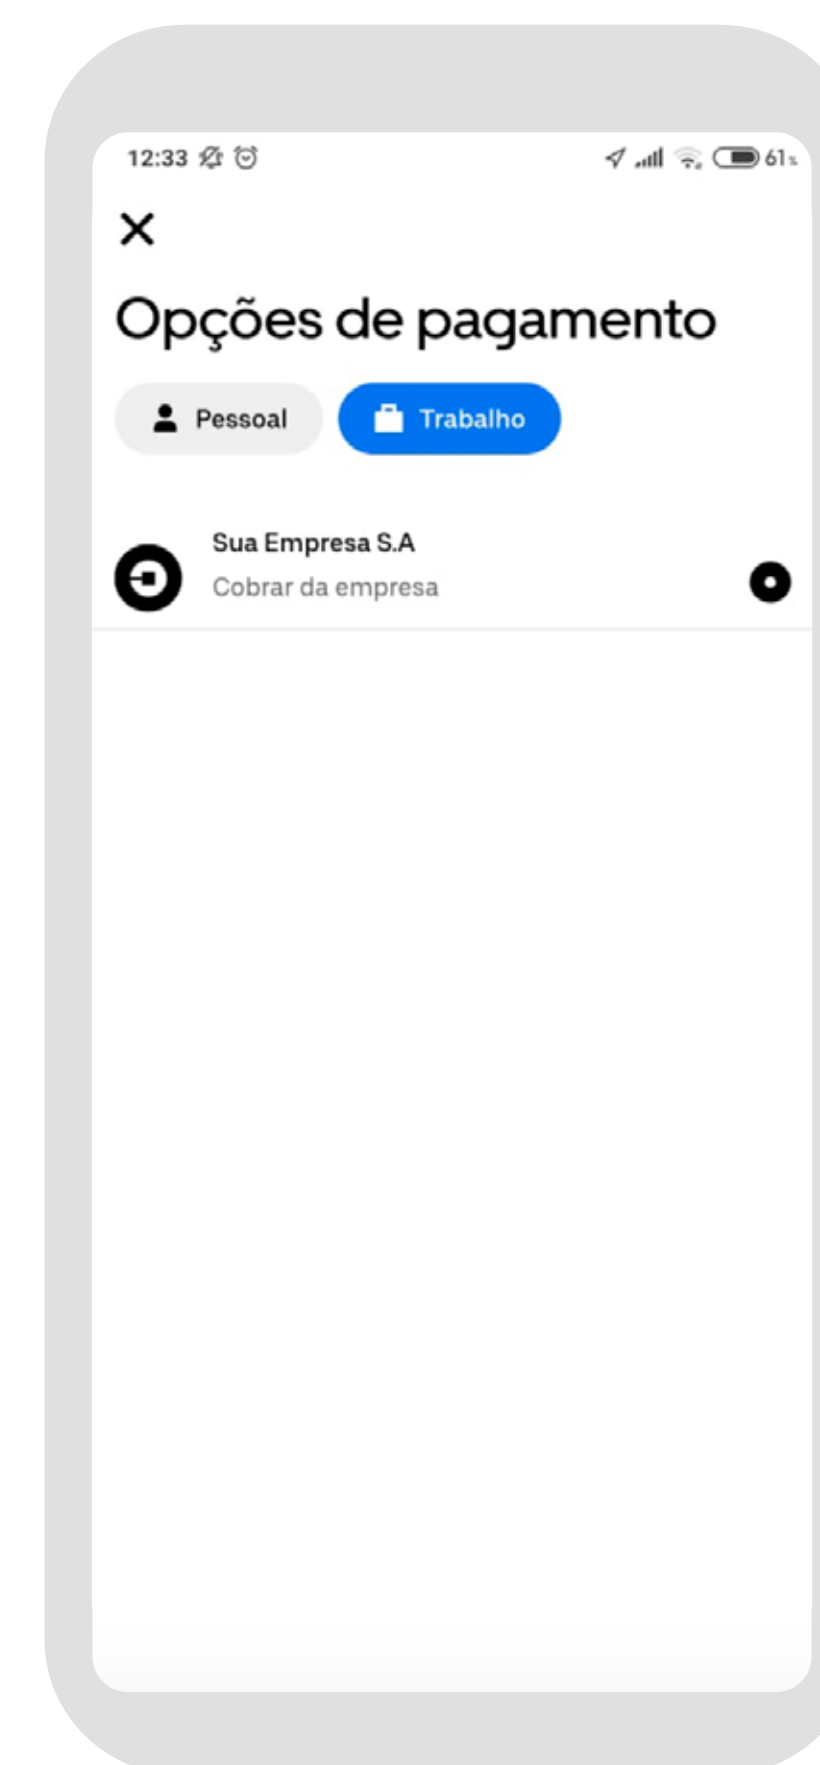 12:33 61%
Opções de pagamento
Pessoal Trabalho
Sua Empresa S.A
Cobrar da empresa